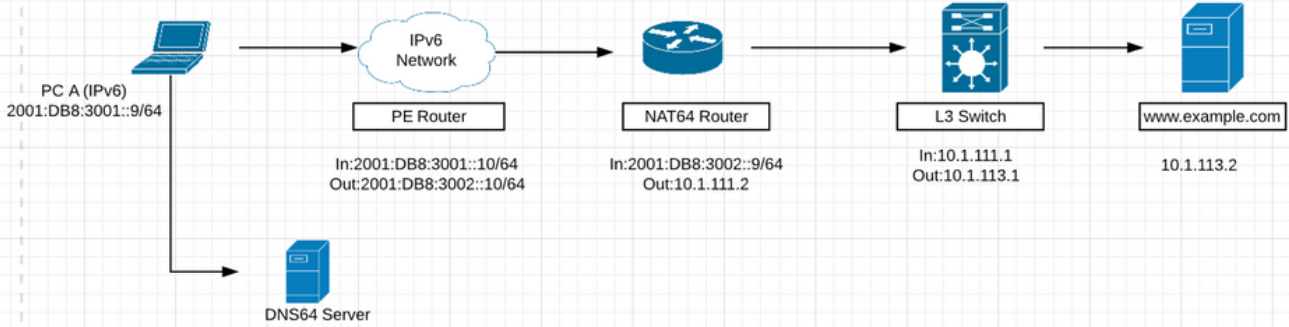 IPv6
Network
PC A (IPv6)
2001:DB8:3001::9/64
PE Router
NAT64 Router
L3 Switch
www.example.com
In:2001:DB8:3001::10/64
Out:2001:DB8:3002::10/64
In:2001:DB8:3002::9/64
Out:10.1.111.2
In:10.1.111.1
Out:10.1.113.1
10.1.113.2
DNS64 Server